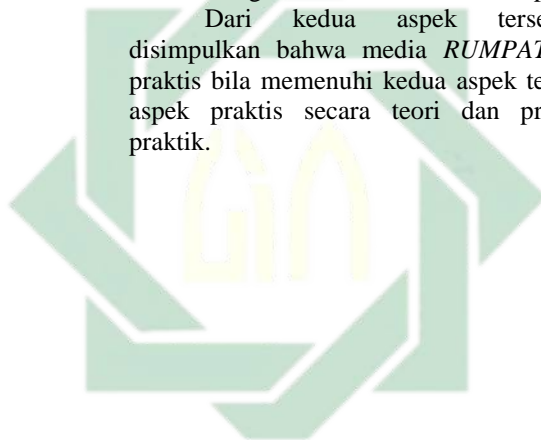 Dari kedua aspek terse
disimpulkan bahwa media RUMPAT
praktis bila memenuhi kedua aspek te
aspek praktis secara teori dan pr
praktik.